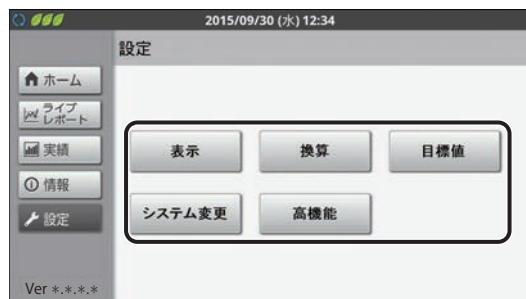 2015/09/30 (水) 12:34
設定
ホーム
ライブ
レポート
実績
情報
設定
表示 換算 目標値
システム変更 高機能
Ver *.*.*.*